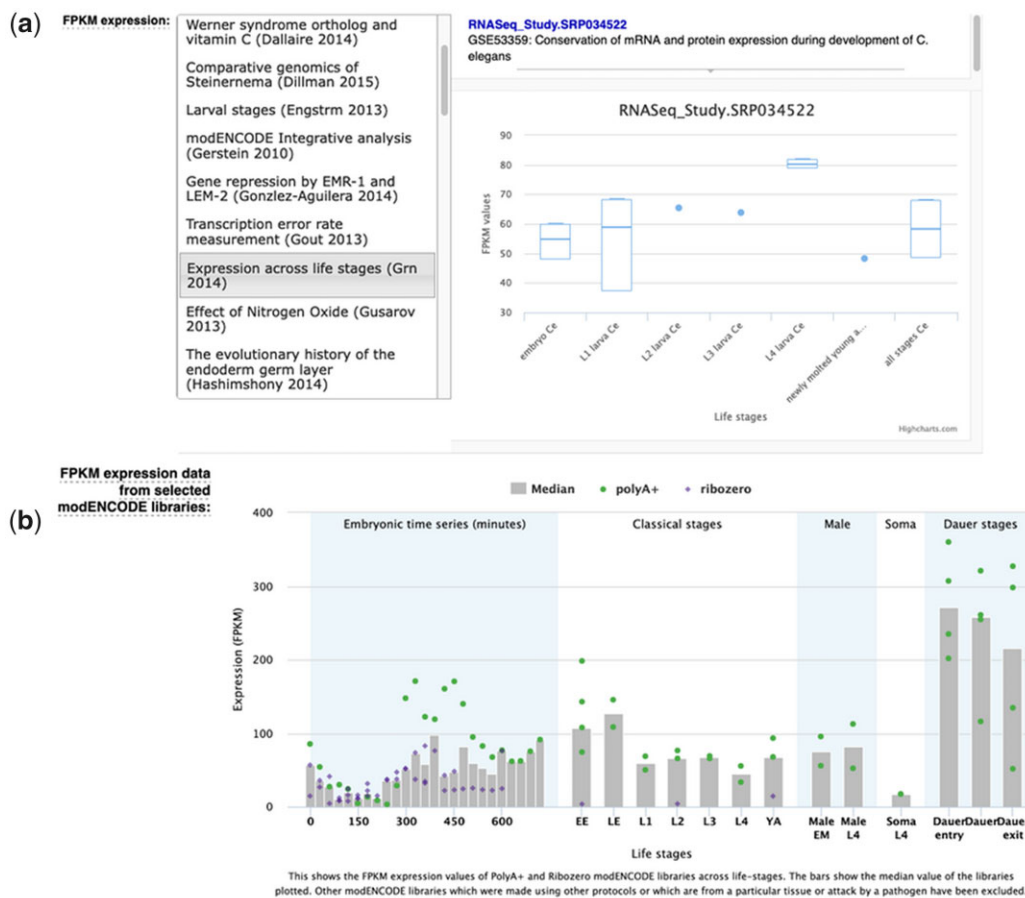 (a)
FPKM expression:
Werner syndrome ortholog and
vitamin C (Dallaire 2014)
Comparative genomics of
Steinernema (Dillman 2015)
Larval stages (Engstrm 2013)
modENCODE Integrative analysis
(Gerstein 2010)
Gene repression by EMR-1 and
LEM-2 (Gonzlez-Aguilera 2014)
Transcription error rate
measurement (Gout 2013)
Expression across life stages (Grn
2014)
Effect of Nitrogen Oxide (Gusarov
2013)
The evolutionary history of the
endoderm germ layer
(Hashimshony 2014)
RNASeq_Study.SRP034522
GSE53359: Conservation of mRNA and protein expression during development of C.
elegans
RNASeq_Study.SRP034522
FPKM values
90
80
70
60
50
40
30
embryo Ce
L1 larva Ce
L2 larva Ce
L3 larva Ce
L4 larva Ce
newly molted young a...
all stages Ce
Life stages
Highcharts.com
(b)
FPKM expression data
from selected
modENCODE libraries:
Median polyA+ ribozero
Embryonic time series (minutes) Classical stages Male Soma Dauer stages
Expression (FPKM)
400
300
200
100
0
0 150 300 450 600 EE LE L1 L2 L3 L4 YA Male Male Soma Dauer Dauer Daue
EM L4 L4 entry exit
Life stages
This shows the FPKM expression values of PolyA+ and Ribozero modENCODE libraries across life-stages. The bars show the median value of the libraries
plotted. Other modENCODE libraries which were made using other protocols or which are from a particular tissue or attack by a pathogen have been excluded